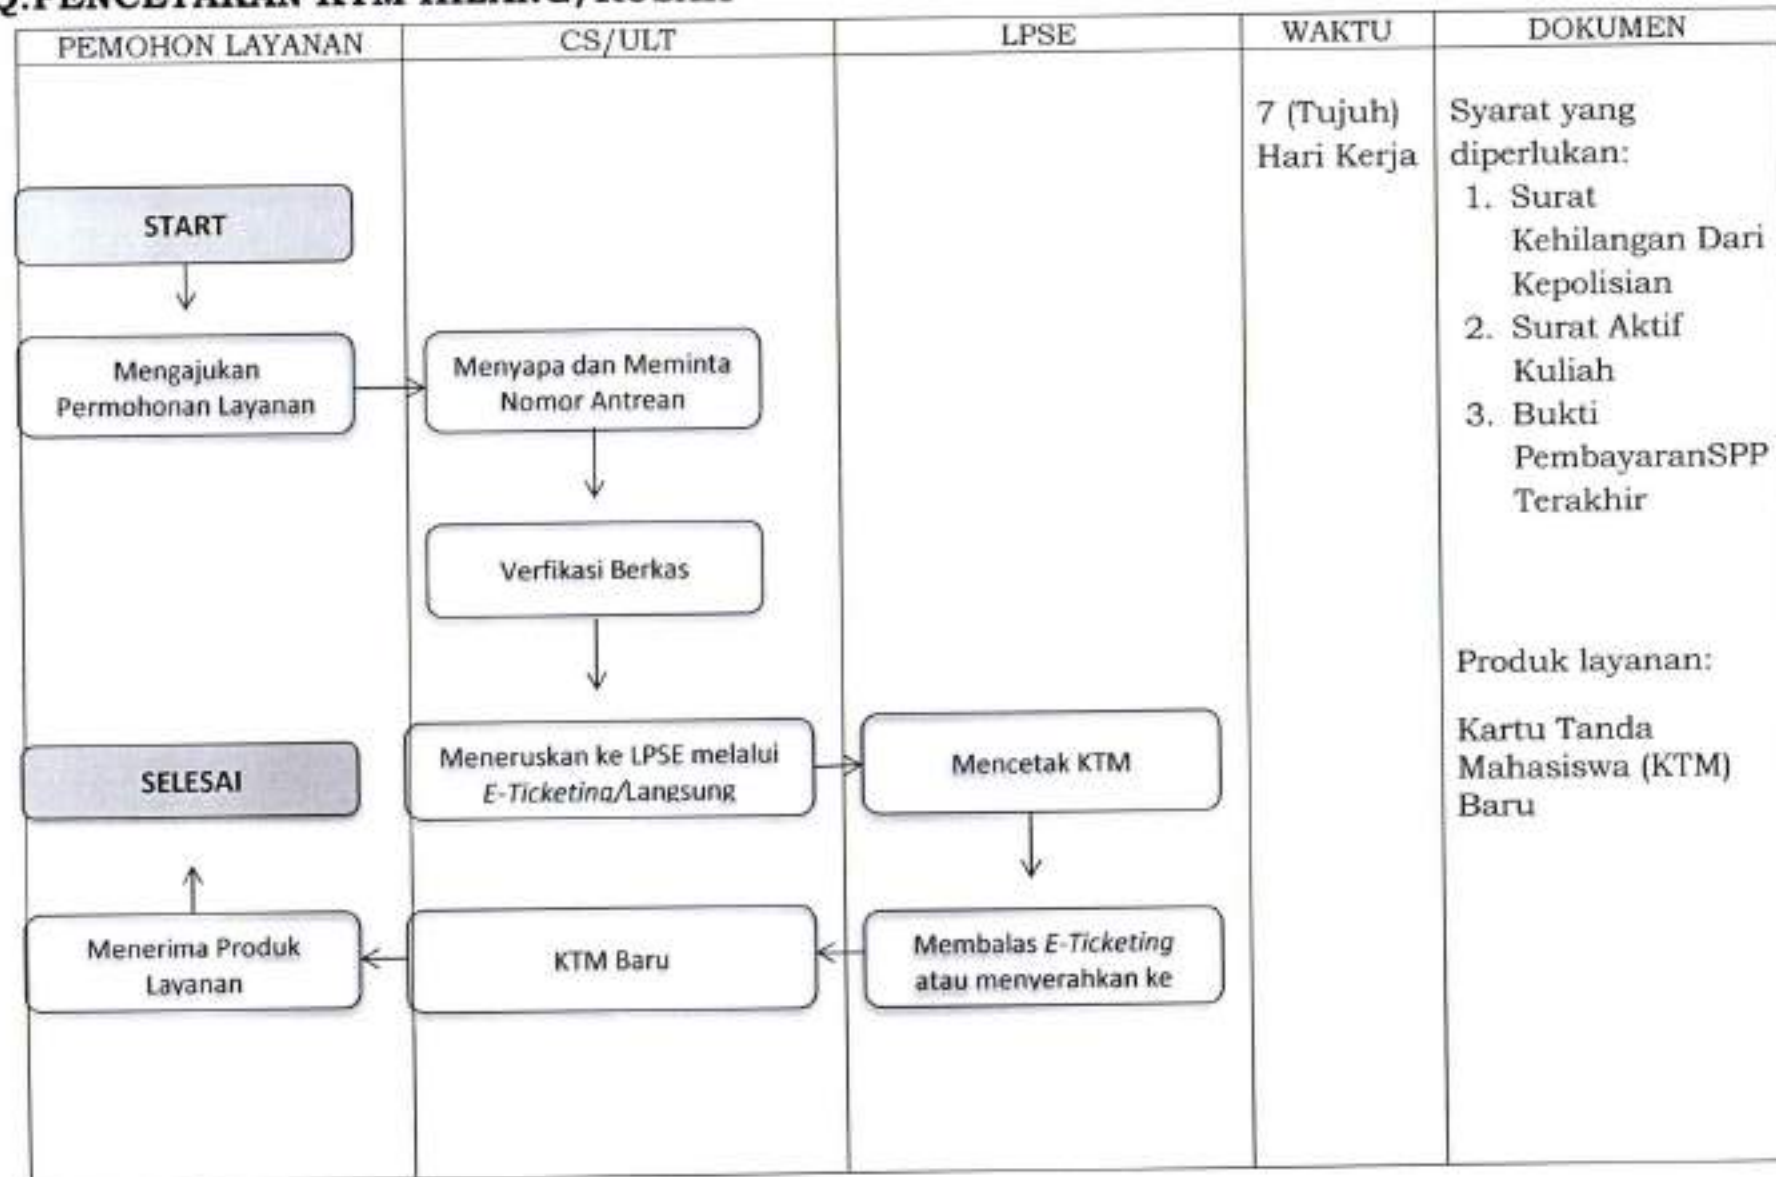 PEMOHON LAYANAN
CS/ULT
LPSE
WAKTU
DOKUMEN
7 (Tujuh)
Hari Kerja
Syarat yang
diperlukan:
1. Surat
Kehilangan Dari
Kepolisian
2. Surat Aktif
Kuliah
3. Bukti
PembayaranSPP
Terakhir
START
Mengajukan
Permohonan Layanan
Menyapa dan Meminta
Nomor Antrean
Verfikasi Berkas
Meneruskan ke LPSE melalui
E-Ticketing/Langsung
Mencetak KTM
Membalas E-Ticketing
atau menyerahkan ke
KTM Baru
Menerima Produk
Layanan
SELESAI
Produk layanan:
Kartu Tanda
Mahasiswa (KTM)
Baru